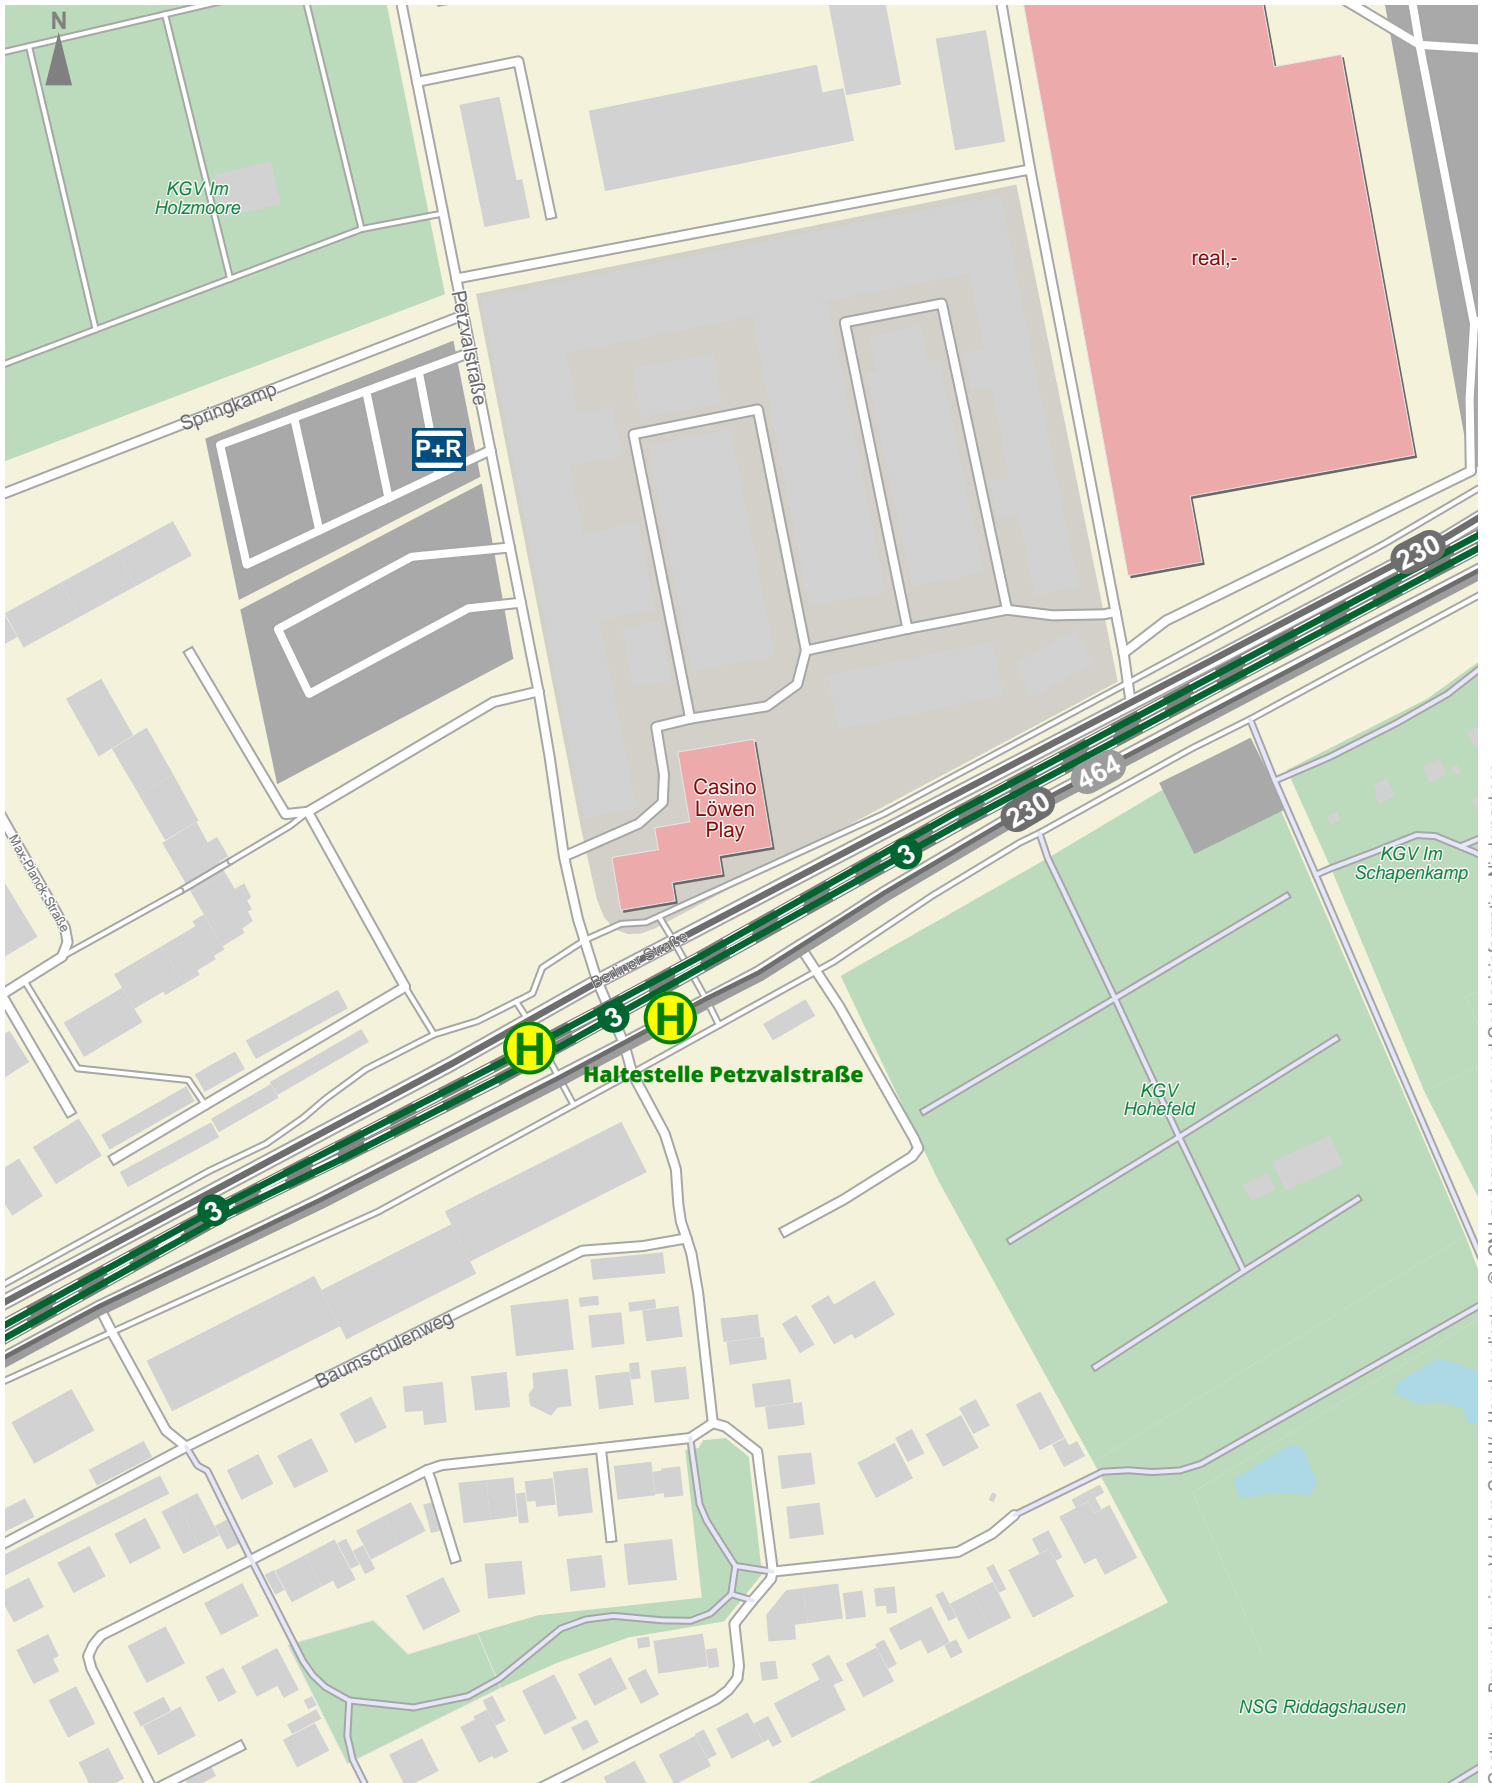 N
KGV Im
Holzmoore
real,-
Petzvalstraße
Springkamp
P+R
230
464
230
3
Casino
Löwen
Play
Max-Planck-Straße
KGV Im
Schapenkamp
Berliner Straße
3
H
H
Haltestelle Petzvalstraße
KGV
Hohefeld
3
Baumschulenweg
NSG Riddagshausen